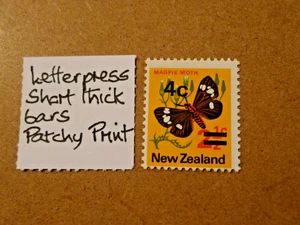 Letterpress
Short thick
bars
Patchy Print
MAGPIE MOTH
4c
2½c
New Zealand